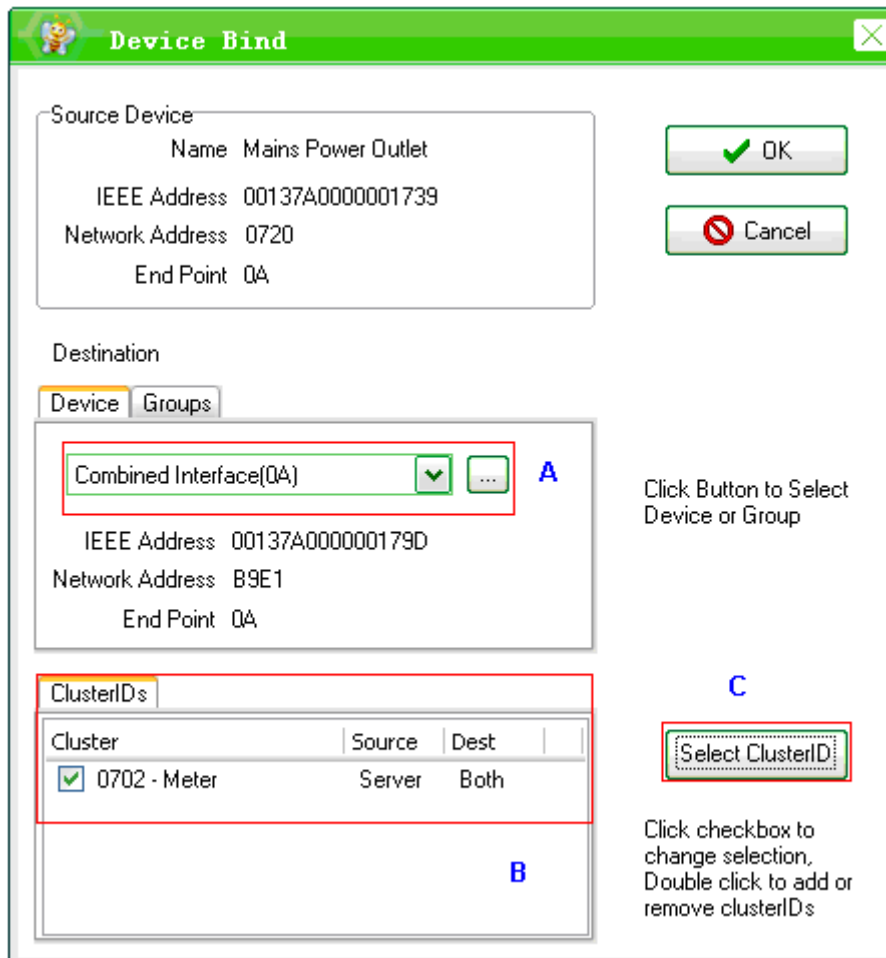 Device Bind
Source Device
Name Mains Power Outlet
IEEE Address 00137A0000001739
Network Address 0720
End Point 0A
OK
Cancel
Destination
Device Groups
Combined Interface(0A) ... A
IEEE Address 00137A000000179D
Network Address B9E1
End Point 0A
Click Button to Select
Device or Group
ClusterIDs
Cluster Source Dest
0702 - Meter Server Both
B
C
Select ClusterID
Click checkbox to
change selection,
Double click to add or
remove clusterIDs